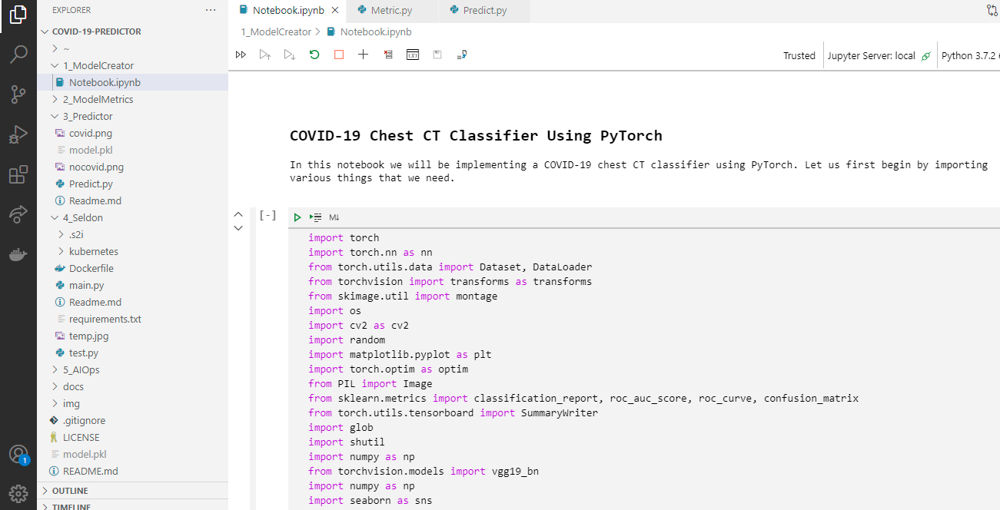 EXPLORER
COVID-19-PREDICTOR
~
1_ModelCreator
Notebook.ipynb
2_ModelMetrics
3_Predictor
covid.png
model.pkl
nocovid.png
Predict.py
Readme.md
4_Seldon
.s2i
kubernetes
Dockerfile
main.py
Readme.md
requirements.txt
temp.jpg
test.py
5_AIOps
docs
img
.gitignore
LICENSE
model.pkl
README.md
OUTLINE
TIMELINE
1
Notebook.ipynb Metric.py Predict.py
1_ModelCreator > Notebook.ipynb
Trusted Jupyter Server: local Python 3.7.2
COVID-19 Chest CT Classifier Using PyTorch
In this notebook we will be implementing a COVID-19 chest CT classifier using PyTorch. Let us first begin by importing
various things that we need.
[-]
M↓
import torch
import torch.nn as nn
from torch.utils.data import Dataset, DataLoader
from torchvision import transforms as transforms
from skimage.util import montage
import os
import cv2 as cv2
import random
import matplotlib.pyplot as plt
import torch.optim as optim
from PIL import Image
from sklearn.metrics import classification_report, roc_auc_score, roc_curve, confusion_matrix
from torch.utils.tensorboard import SummaryWriter
import glob
import shutil
import numpy as np
from torchvision.models import vgg19_bn
import numpy as np
import seaborn as sns